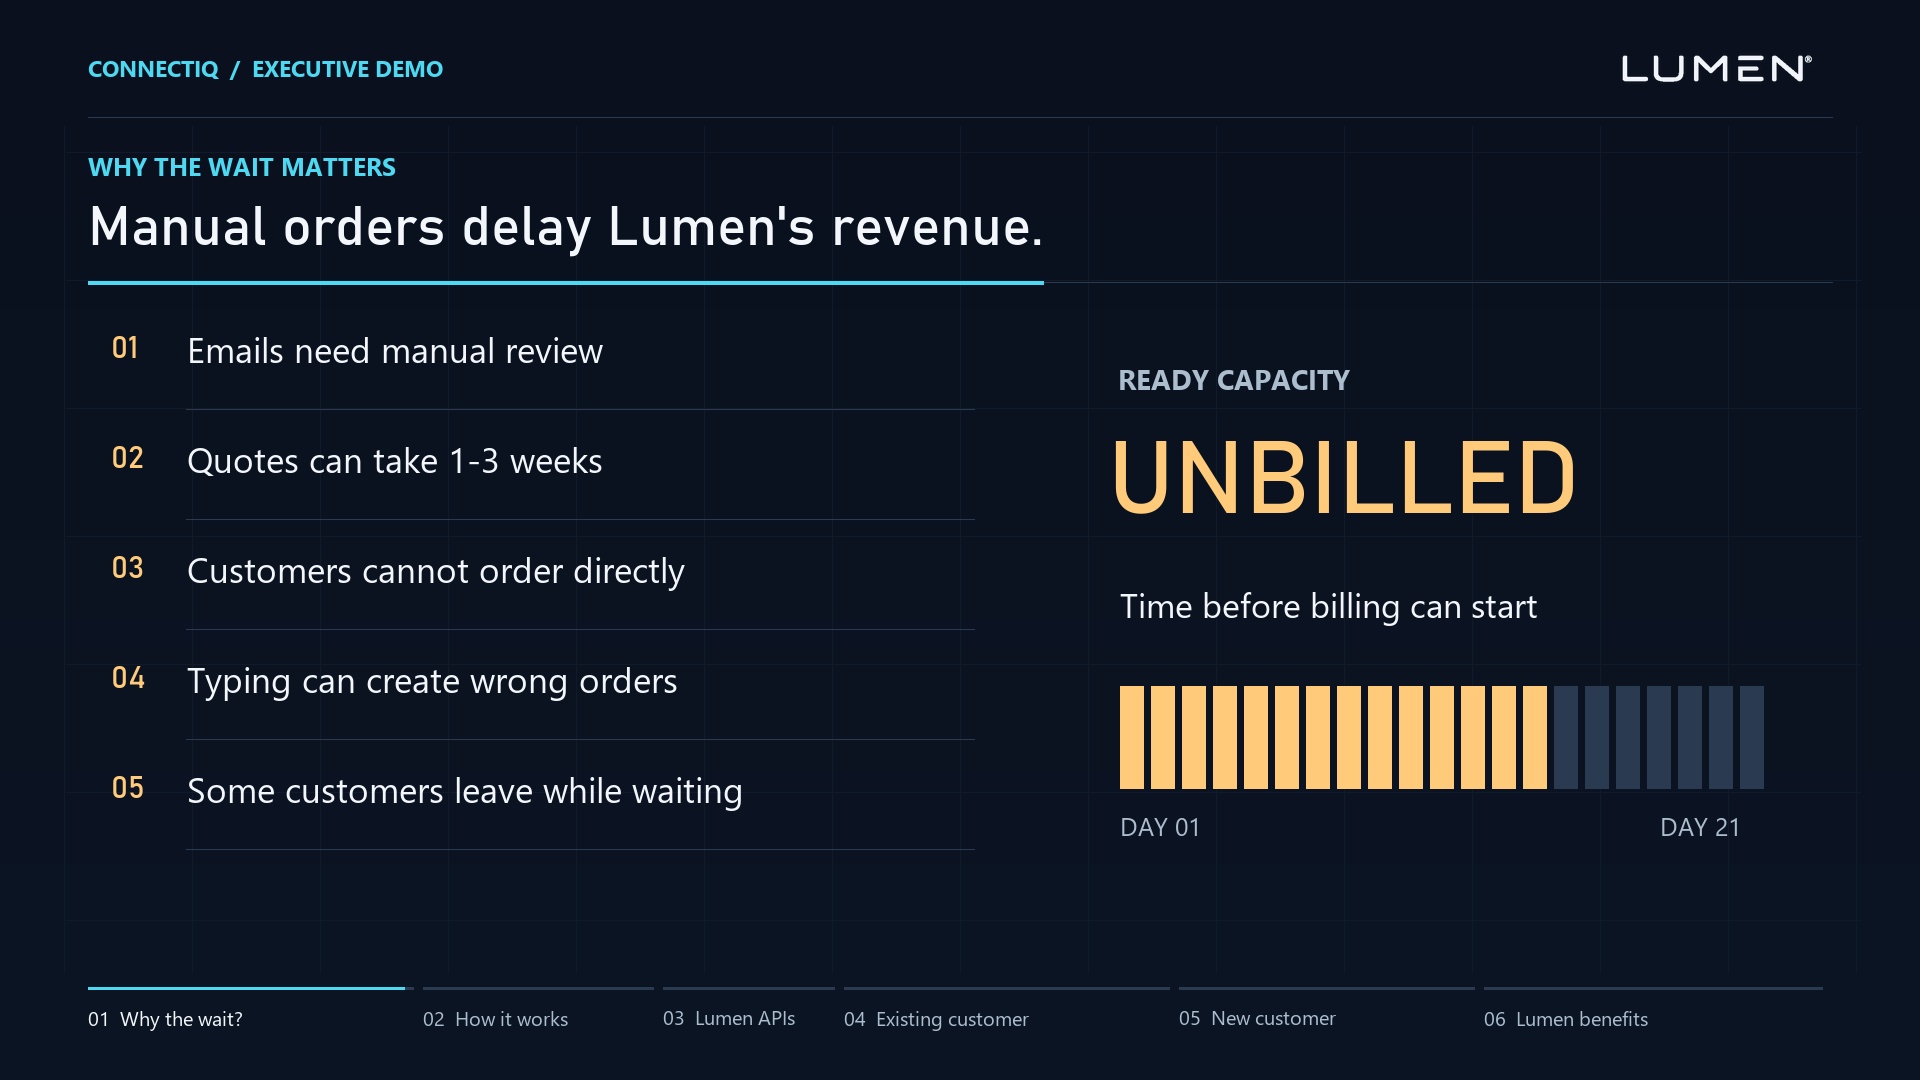 CONNECTIQ / EXECUTIVE DEMO
LUMEN®
WHY THE WAIT MATTERS
Manual orders delay Lumen's revenue.
01 Emails need manual review
02 Quotes can take 1-3 weeks
03 Customers cannot order directly
04 Typing can create wrong orders
05 Some customers leave while waiting
READY CAPACITY
UNBILLED
Time before billing can start
DAY 01 DAY 21
01 Why the wait? 02 How it works 03 Lumen APIs 04 Existing customer 05 New customer 06 Lumen benefits